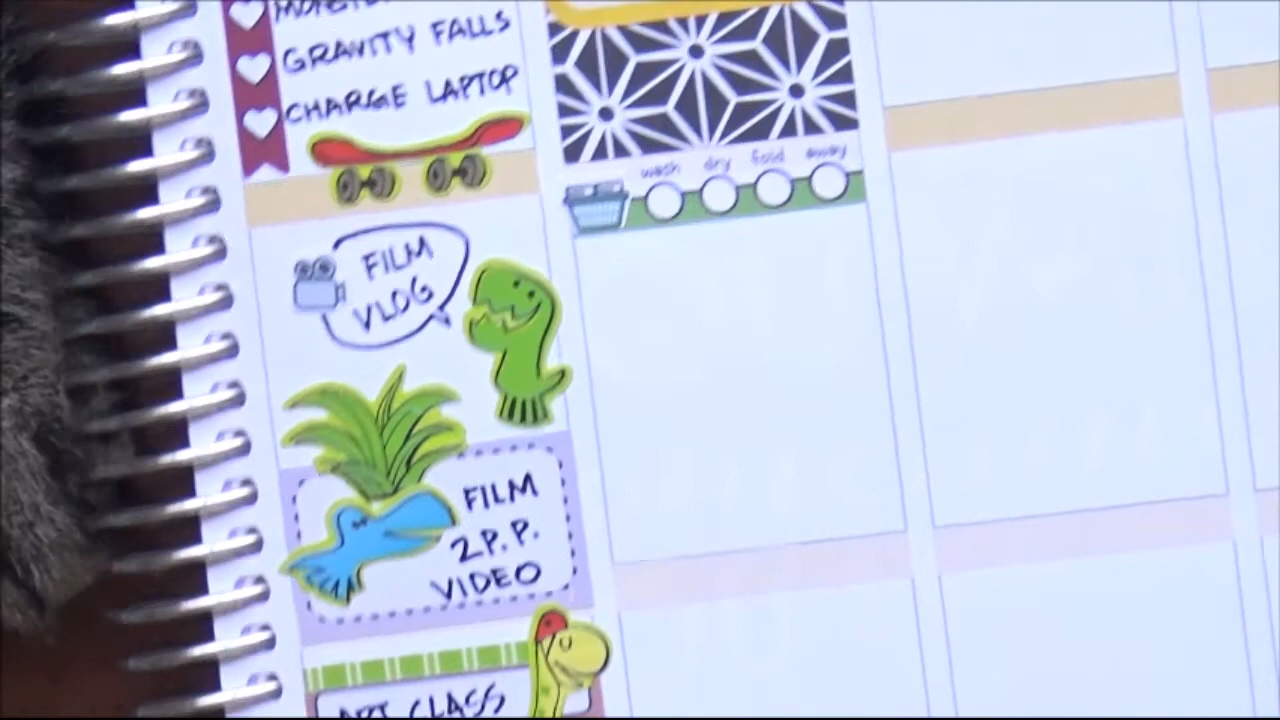 GRAVITY FALLS
CHARGE LAPTOP
wash dry fold away
FILM
VLOG
FILM
2 P. P.
VIDEO
ART CLASS